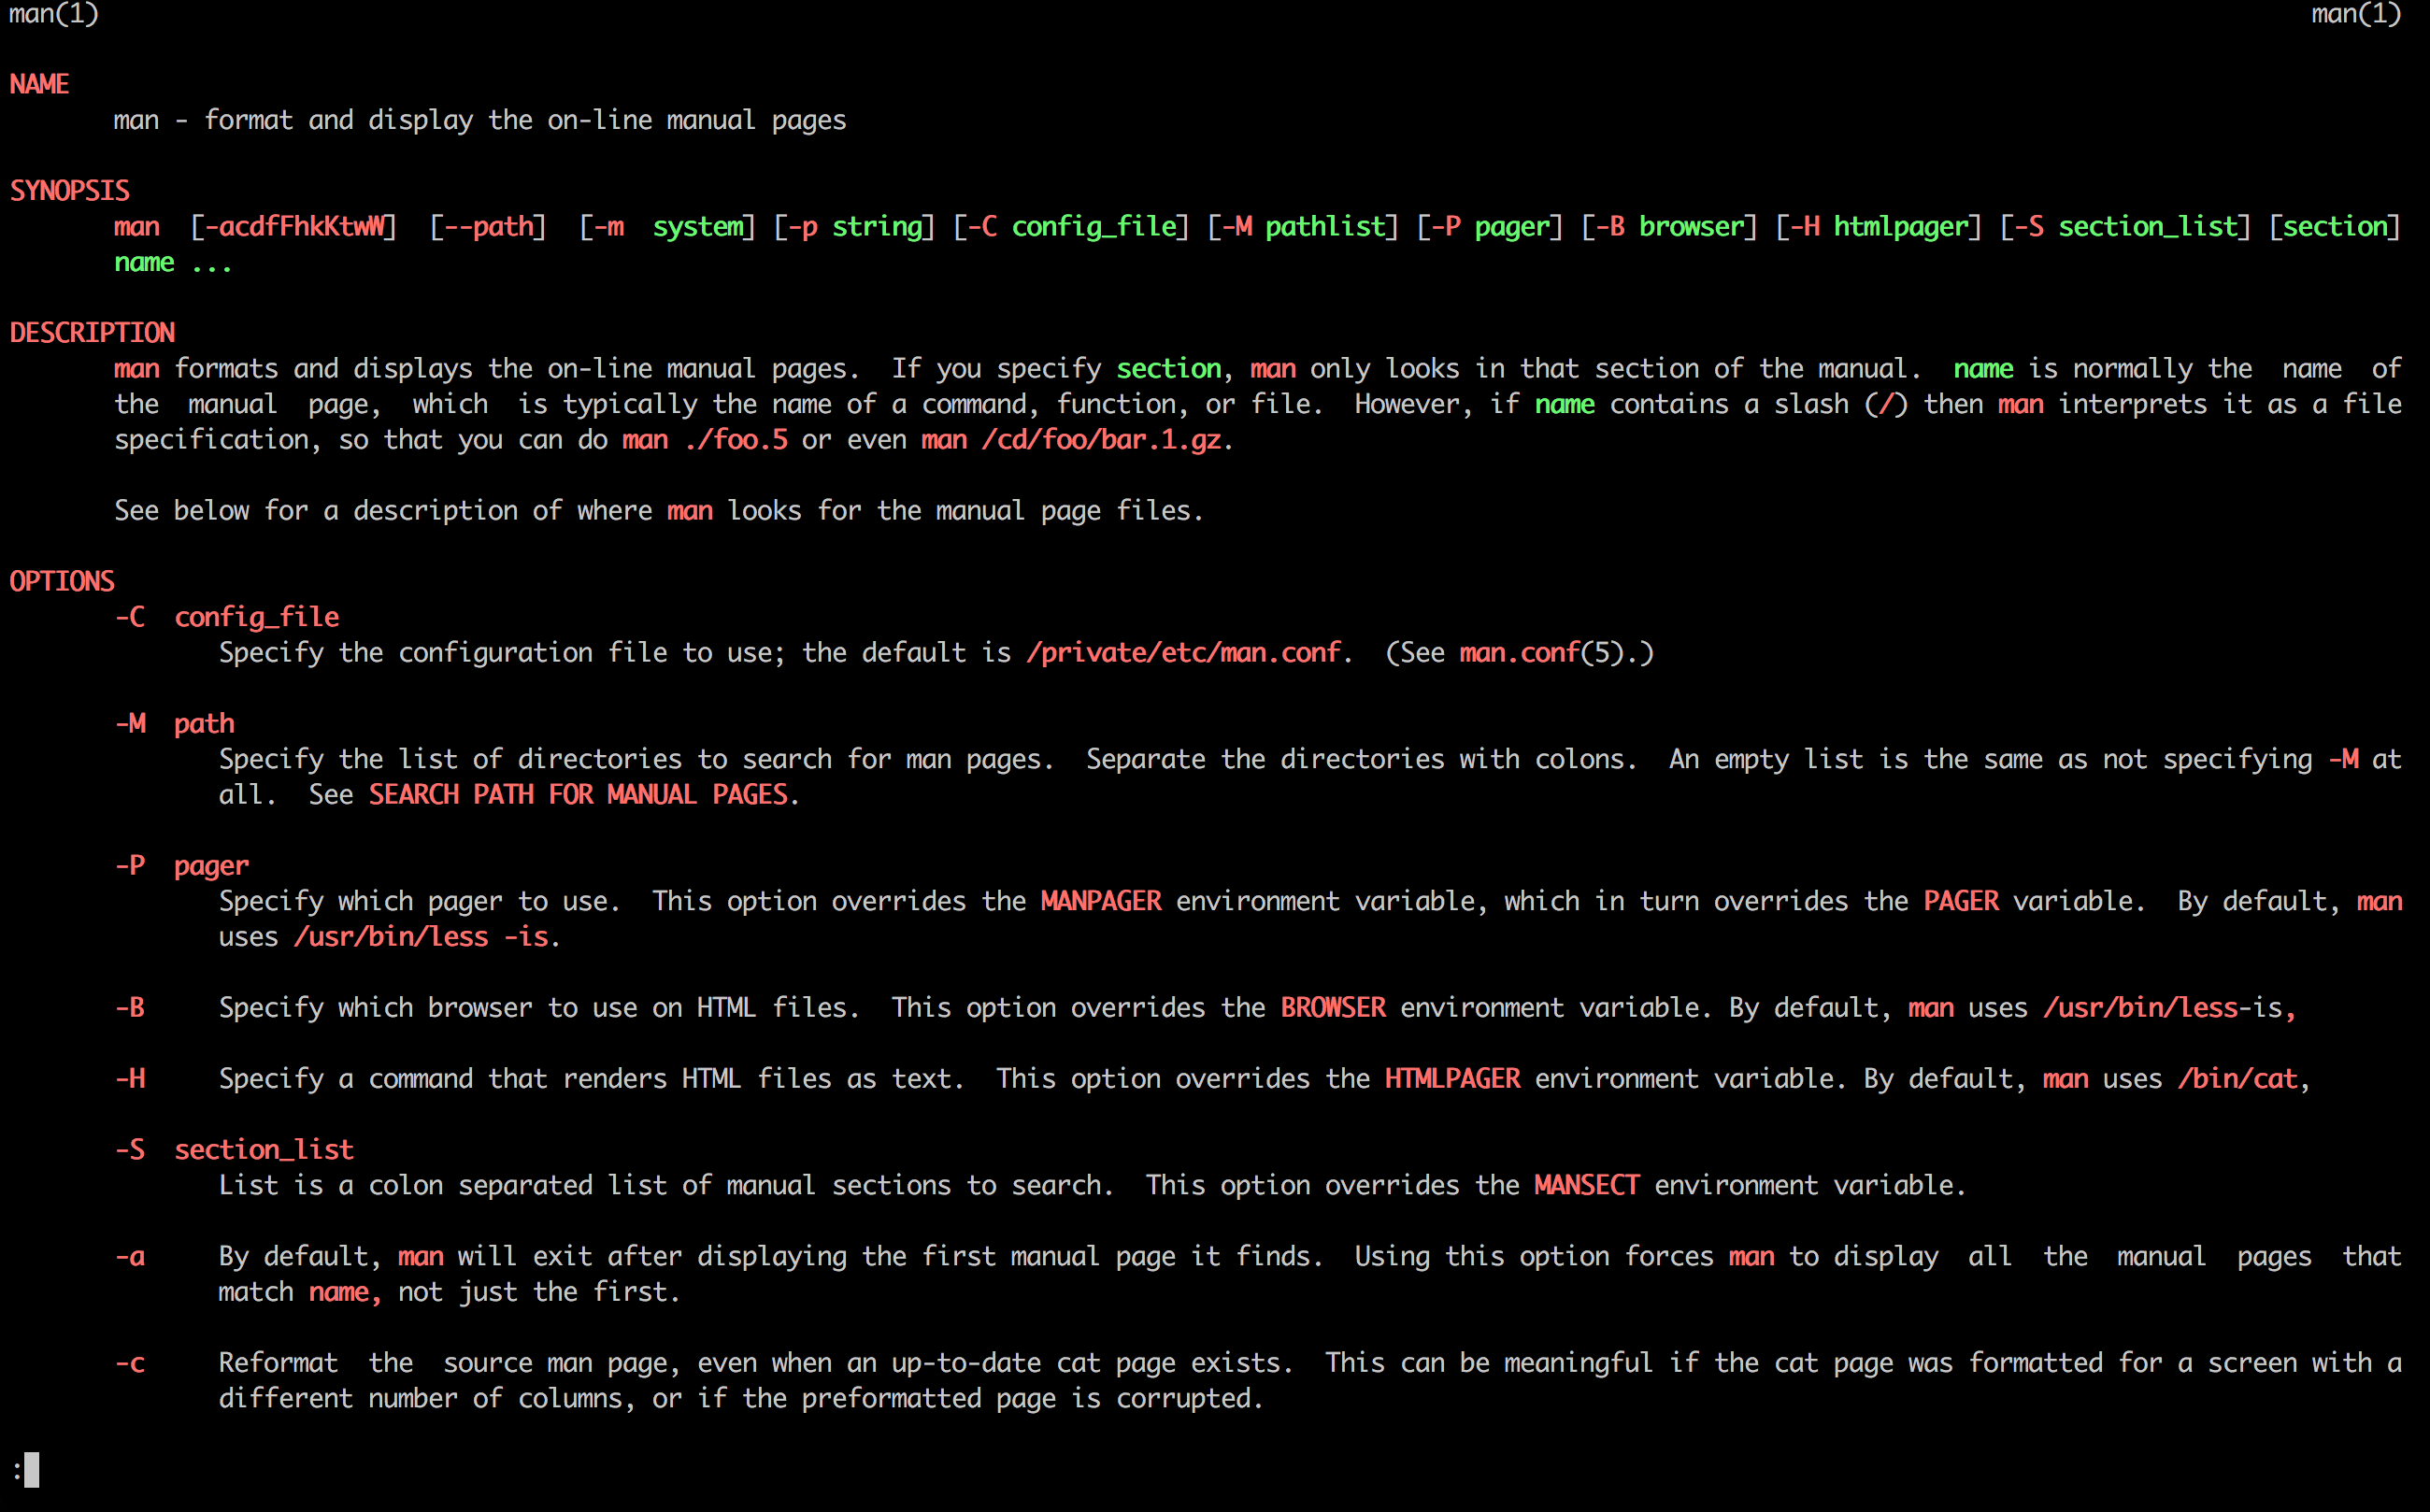 man(1)                                                                                                                                                   man(1)
NAME
       man - format and display the on-line manual pages
SYNOPSIS
       man  [-acdfFhkKtwW]  [--path]  [-m  system] [-p string] [-C config_file] [-M pathlist] [-P pager] [-B browser] [-H htmlpager] [-S section_list] [section]
       name ...
DESCRIPTION
       man formats and displays the on-line manual pages.  If you specify section, man only looks in that section of the manual.  name is normally the  name  of
       the  manual  page,  which  is typically the name of a command, function, or file.  However, if name contains a slash (/) then man interprets it as a file
       specification, so that you can do man ./foo.5 or even man /cd/foo/bar.1.gz.
       See below for a description of where man looks for the manual page files.
OPTIONS
       -C  config_file
              Specify the configuration file to use; the default is /private/etc/man.conf.  (See man.conf(5).)
       -M  path
              Specify the list of directories to search for man pages.  Separate the directories with colons.  An empty list is the same as not specifying -M at
              all.  See SEARCH PATH FOR MANUAL PAGES.
       -P  pager
              Specify which pager to use.  This option overrides the MANPAGER environment variable, which in turn overrides the PAGER variable.  By default, man
              uses /usr/bin/less -is.
       -B     Specify which browser to use on HTML files.  This option overrides the BROWSER environment variable. By default, man uses /usr/bin/less-is,
       -H     Specify a command that renders HTML files as text.  This option overrides the HTMLPAGER environment variable. By default, man uses /bin/cat,
       -S  section_list
              List is a colon separated list of manual sections to search.  This option overrides the MANSECT environment variable.
       -a     By default, man will exit after displaying the first manual page it finds.  Using this option forces man to display  all  the  manual  pages  that
              match name, not just the first.
       -c     Reformat  the  source man page, even when an up-to-date cat page exists.  This can be meaningful if the cat page was formatted for a screen with a
              different number of columns, or if the preformatted page is corrupted.
: